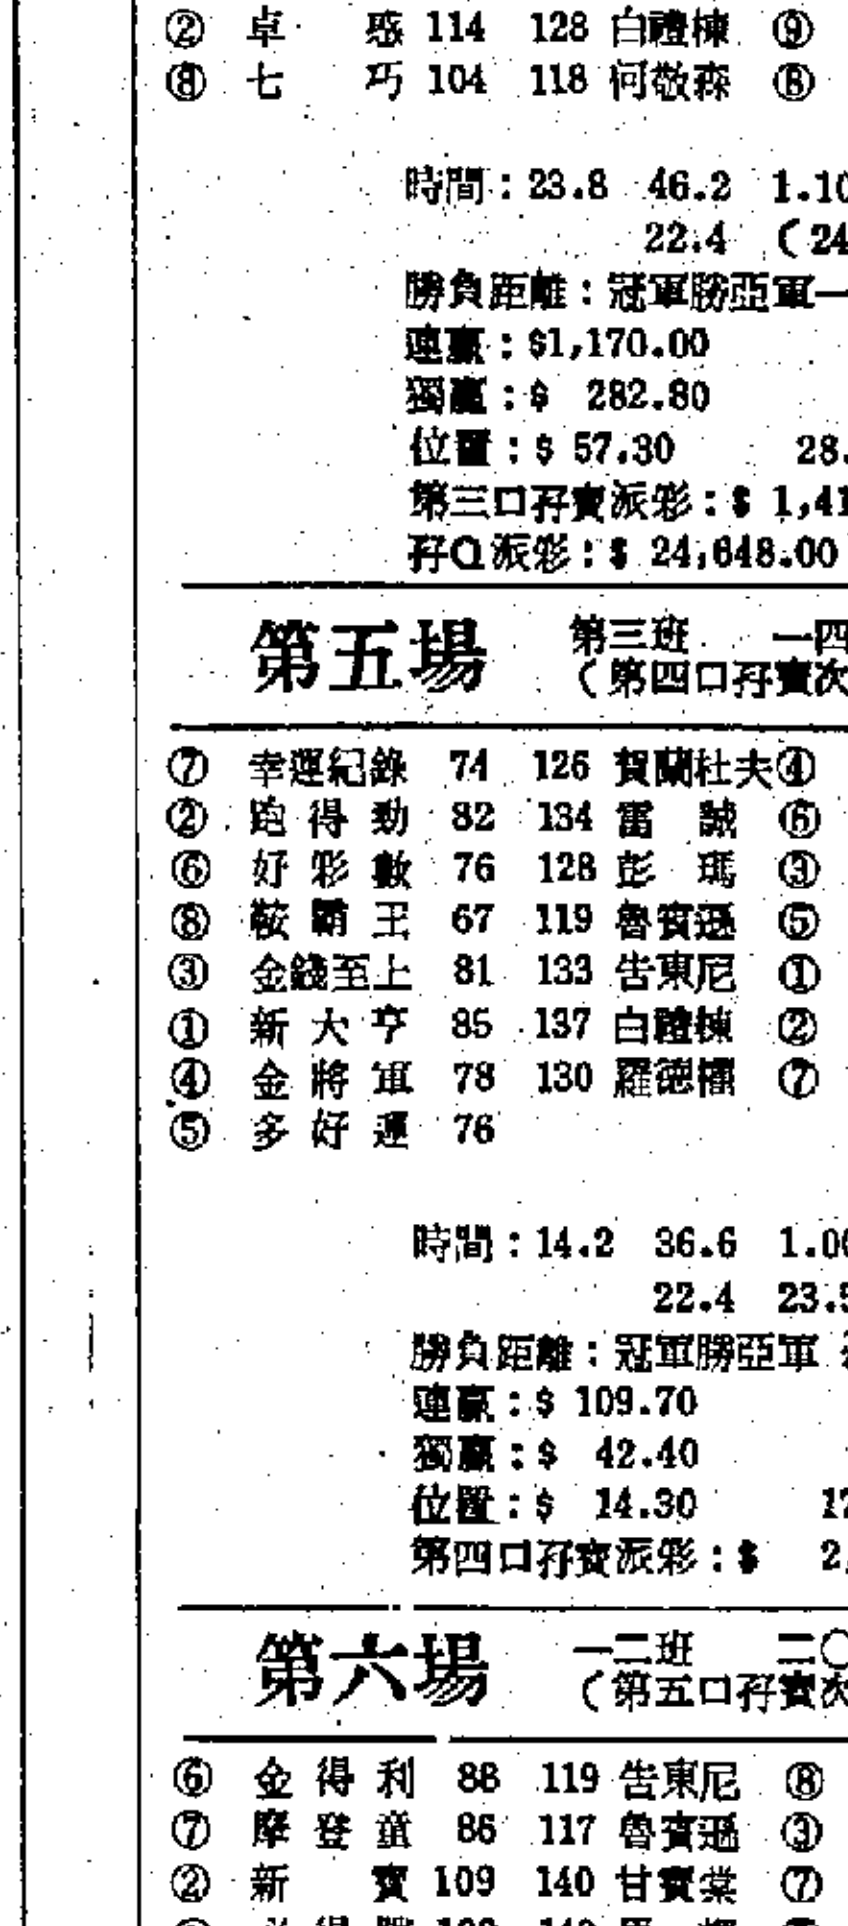 ② 卓 惑 114 128 白禮棟 ⑨
⑧ 七 巧 104 118 何敬森 ⑧
時間：23.8 46.2 1.10
22.4 （24
勝負距離：冠軍勝亞軍一
連贏：$1,170.00
獨贏：$ 282.80
位置：$ 57.30 28.
第三口孖寶派彩：$ 1,41
孖Q派彩：$ 24,648.00
第五場 第三班 一四
（第四口孖寶次
⑦ 幸運紀錄 74 126 賀蘭杜夫④
② 跑得勁 82 134 雷誠 ⑥
⑥ 好彩數 76 128 彭瑪 ③
⑧ 鞍霸王 67 119 魯賓遜 ⑤
③ 金錢至上 81 133 告東尼 ①
① 新大亨 85 137 白禮棟 ②
④ 金將軍 78 130 羅德福 ⑦
⑤ 多好運 76
時間：14.2 36.6 1.00
22.4 23.
勝負距離：冠軍勝亞軍
連贏：$ 109.70
獨贏：$ 42.40
位置：$ 14.30 1
第四口孖寶派彩：$ 2,
第六場 一二班 二〇
（第五口孖寶次
⑥ 金得利 88 119 告東尼 ⑧
⑦ 摩登童 86 117 魯賓遜 ③
② 新寶 109 140 甘寶棠 ⑦